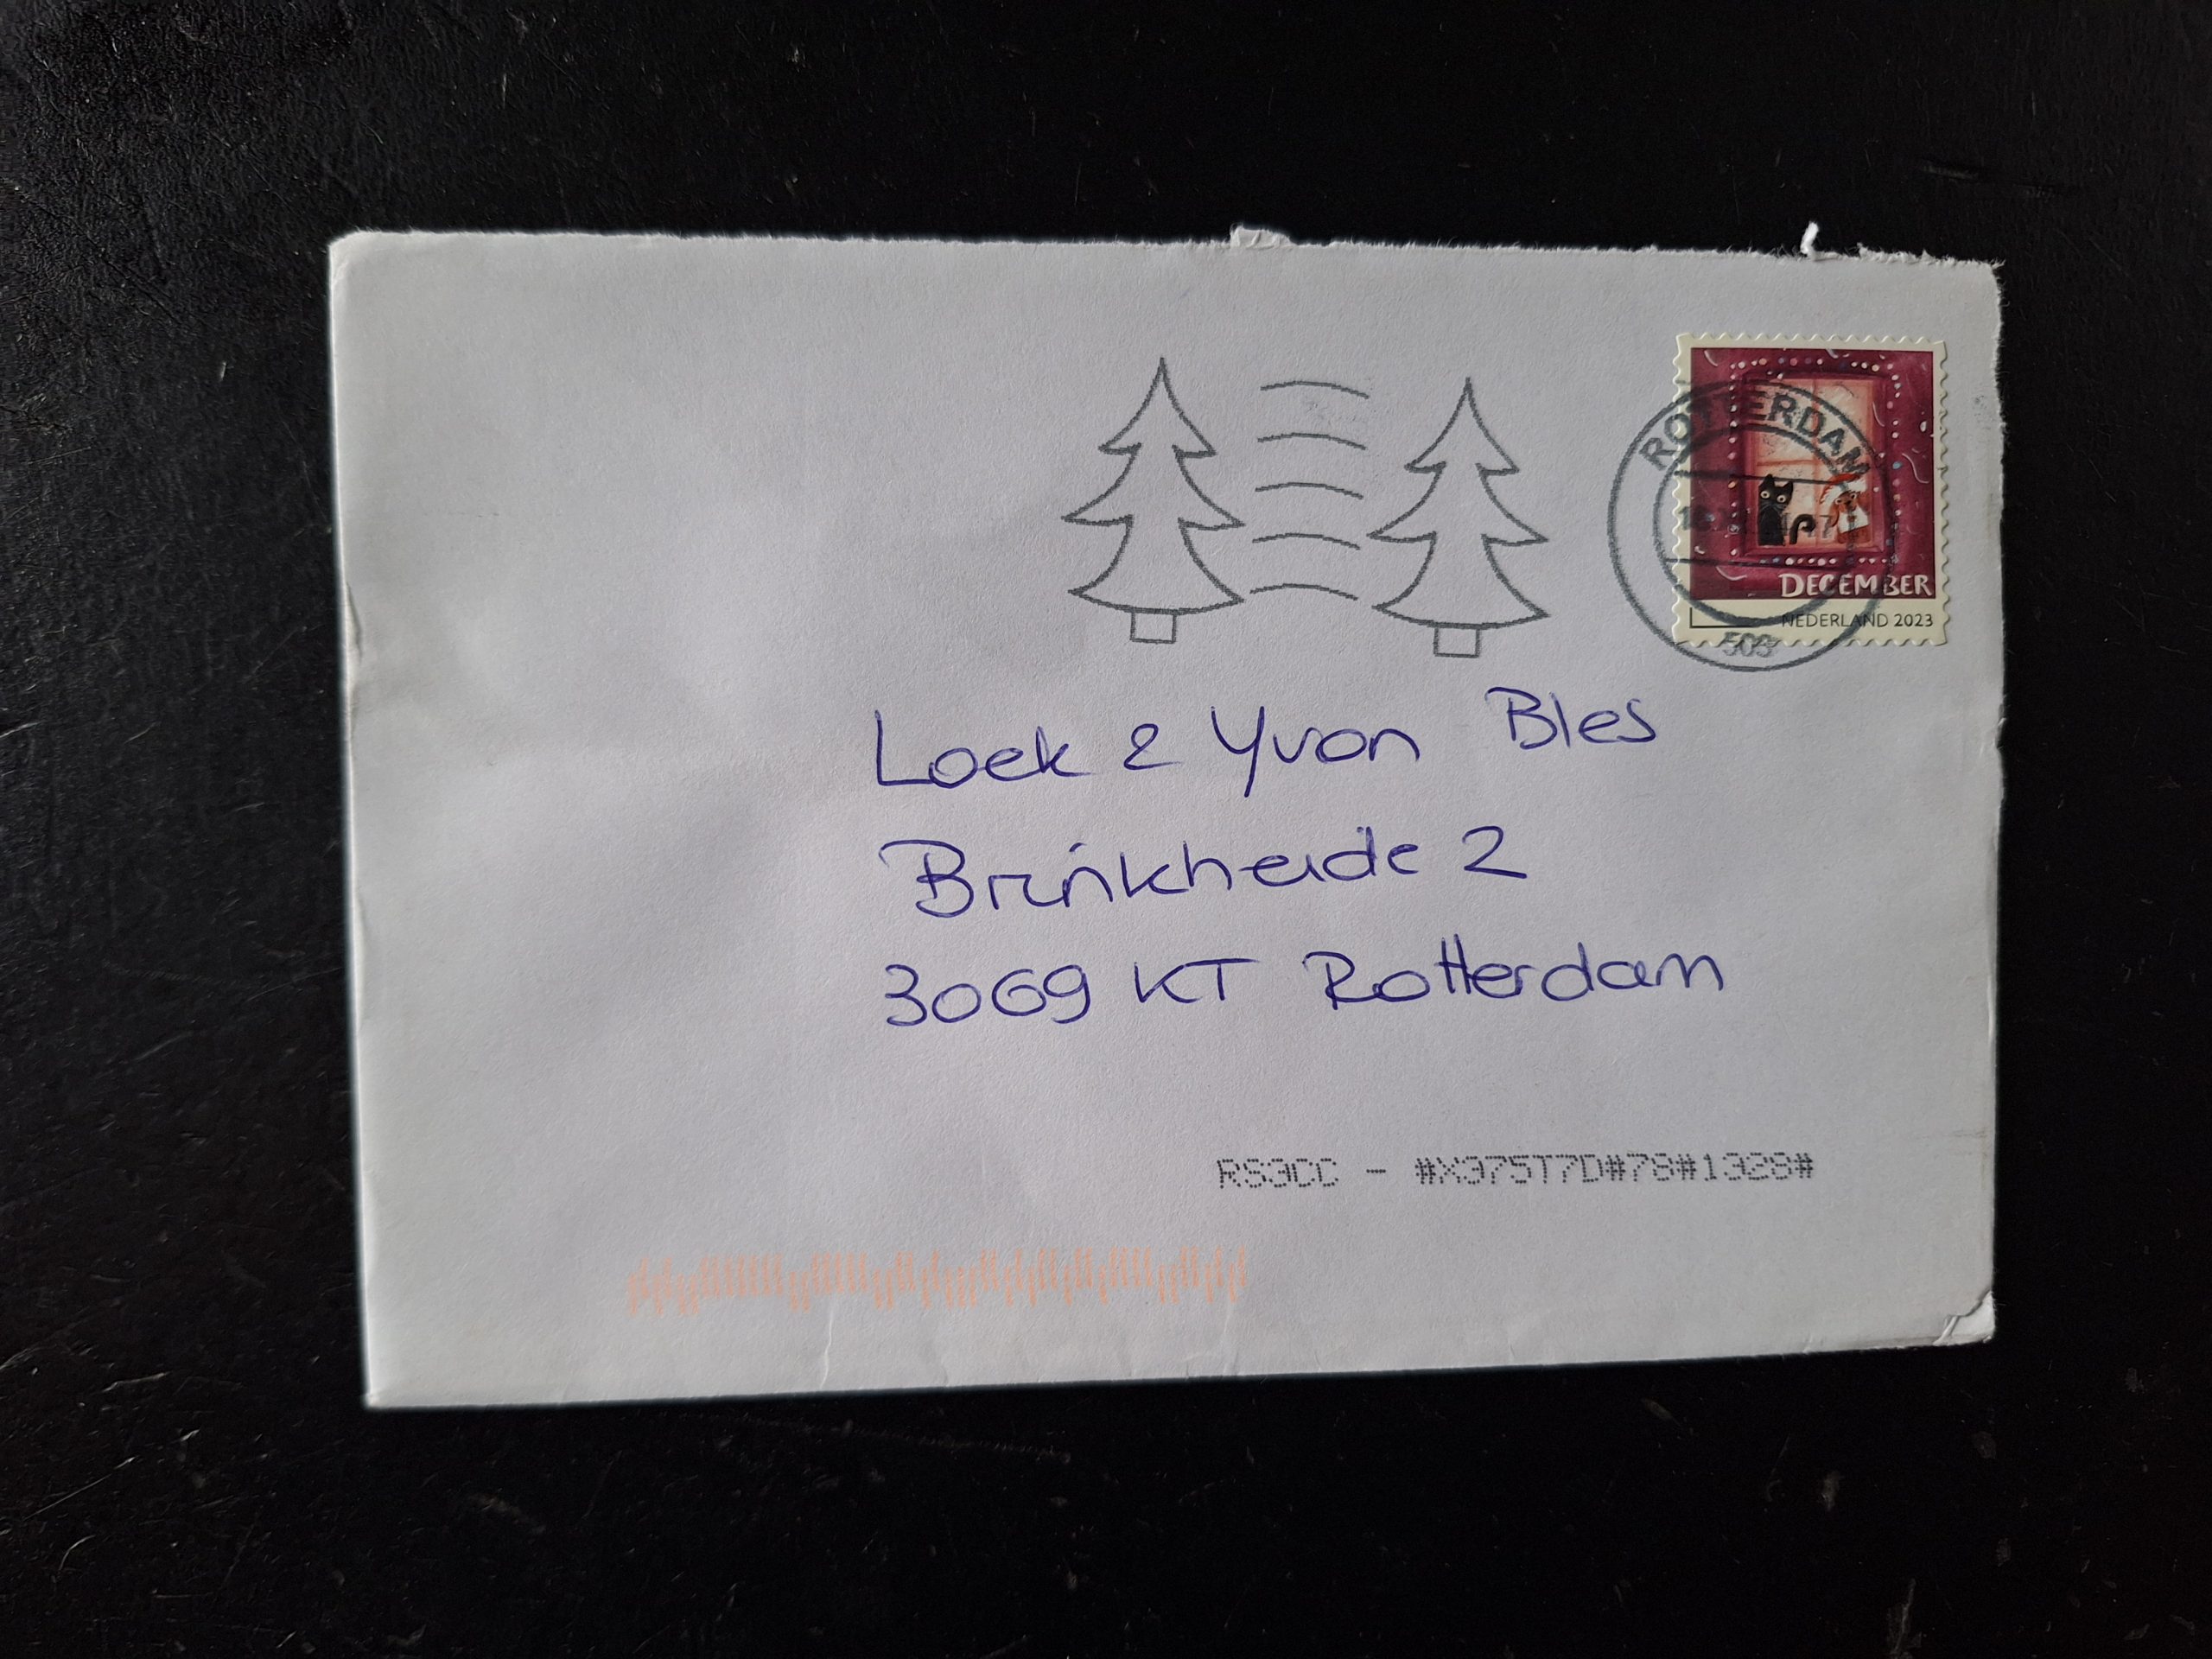 ROTTERDAM
DECEMBER
NEDERLAND 2023
Loek & Yvon Bles
Brinkheide 2
3069 KT Rotterdam
RS3CC - #X375T7D#78#1328#